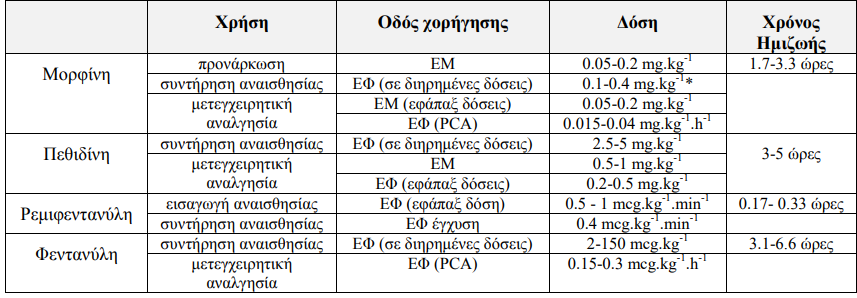 Χρήση Οδός χορήγησης Δόση Χρόνος Ημιζωής
Μορφίνη προνάρκωση ΕΜ 0.05-0.2 mg.kg⁻¹ 1.7-3.3 ώρες
συντήρηση αναισθησίας ΕΦ (σε διηρημένες δόσεις) 0.1-0.4 mg.kg⁻¹*
μετεγχειρητική αναλγησία ΕΜ (εφάπαξ δόσεις) 0.05-0.2 mg.kg⁻¹
ΕΦ (PCA) 0.015-0.04 mg.kg⁻¹.h⁻¹
Πεθιδίνη συντήρηση αναισθησίας ΕΦ (σε διηρημένες δόσεις) 2.5-5 mg.kg⁻¹ 3-5 ώρες
μετεγχειρητική αναλγησία ΕΜ 0.5-1 mg.kg⁻¹
ΕΦ (εφάπαξ δόσεις) 0.2-0.5 mg.kg⁻¹
Ρεμιφεντανύλη εισαγωγή αναισθησίας ΕΦ (εφάπαξ δόση) 0.5 - 1 mcg.kg⁻¹.min⁻¹ 0.17- 0.33 ώρες
συντήρηση αναισθησίας ΕΦ έγχυση 0.4 mcg.kg⁻¹.min⁻¹
Φεντανύλη συντήρηση αναισθησίας ΕΦ (σε διηρημένες δόσεις) 2-150 mcg.kg⁻¹ 3.1-6.6 ώρες
μετεγχειρητική αναλγησία ΕΦ (PCA) 0.15-0.3 mcg.kg⁻¹.h⁻¹